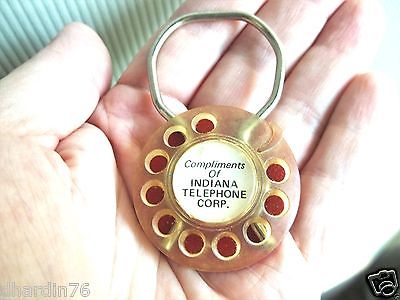 Compliments
Of
INDIANA
TELEPHONE
CORP.
dhardin76